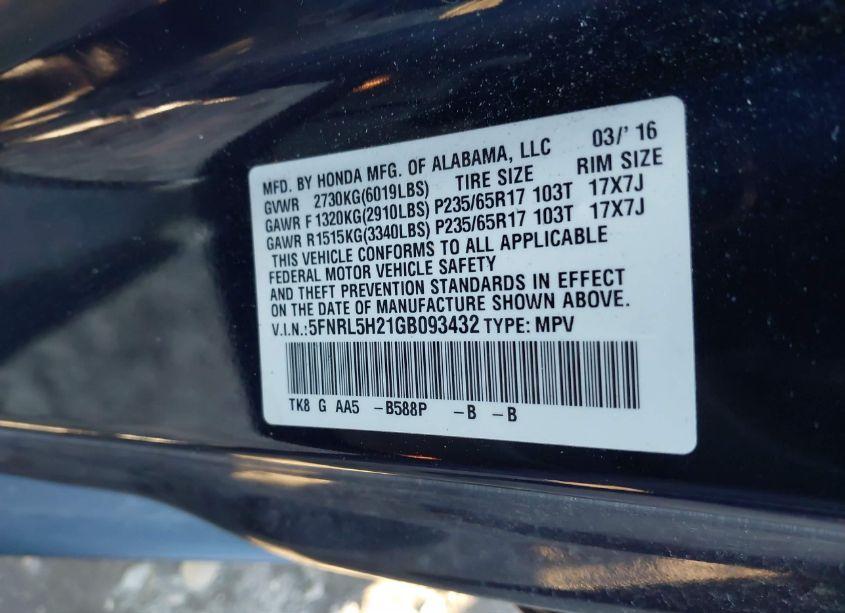 03/' 16
MFD. BY HONDA MFG. OF ALABAMA, LLC
GVWR 2730KG(6019LBS) TIRE SIZE RIM SIZE
GAWR F1320KG(2910LBS) P235/65R17 103T 17X7J
GAWR R1515KG(3340LBS) P235/65R17 103T 17X7J
THIS VEHICLE CONFORMS TO ALL APPLICABLE
FEDERAL MOTOR VEHICLE SAFETY
AND THEFT PREVENTION STANDARDS IN EFFECT
ON THE DATE OF MANUFACTURE SHOWN ABOVE.
V.I.N.:5FNRL5H21GB093432 TYPE: MPV
TK8 G AA5 -B588P -B -B